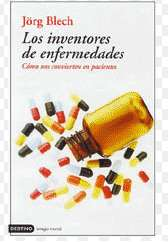 Jörg Blech
Los inventores
de enfermedades
Cómo nos convierten en pacientes
DESTINO